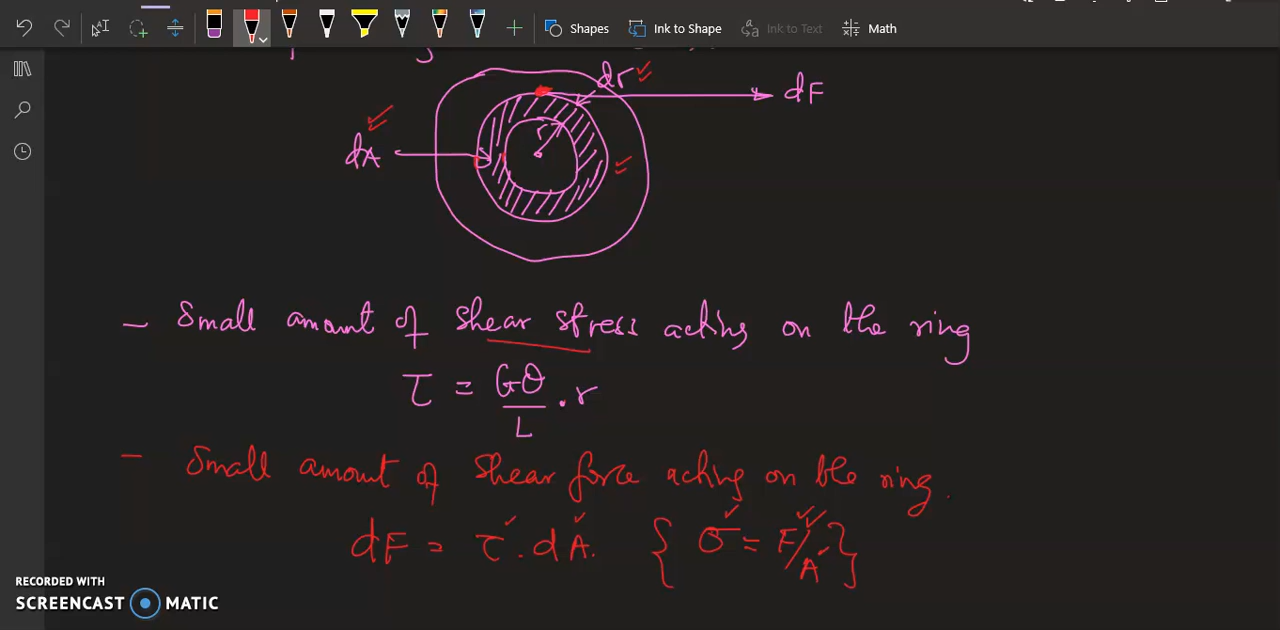 Shapes Ink to Shape Ink to Text Math
dr
dF
r
dA
- Small amount of shear stress acting on the ring
τ = Gθ/L . r
- Small amount of shear force acting on the ring.
dF = τ . dA. { σ = F/A }
RECORDED WITH
SCREENCAST MATIC